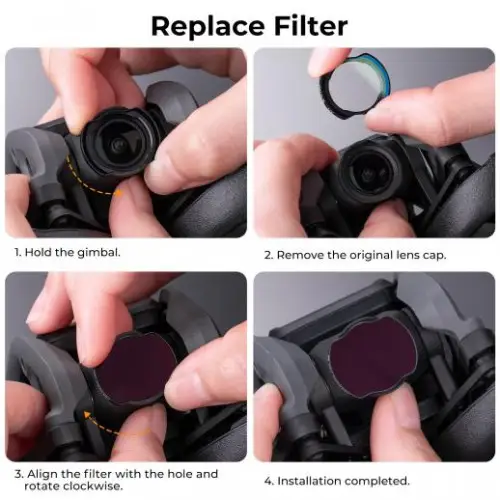 Replace Filter
1. Hold the gimbal.
2. Remove the original lens cap.
3. Align the filter with the hole and
rotate clockwise.
4. Installation completed.